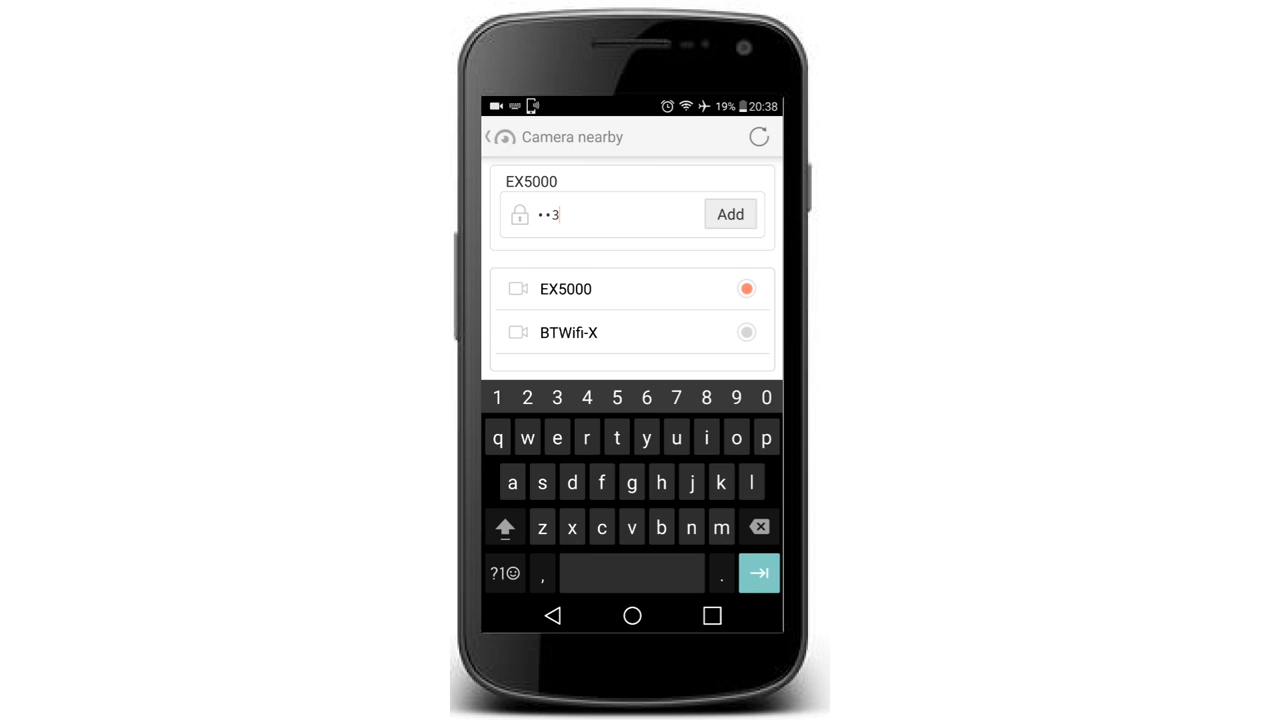 19% 20:38
Camera nearby
EX5000
••3 Add
EX5000
BTWifi-X
1 2 3 4 5 6 7 8 9 0
q w e r t y u i o p
a s d f g h j k l
z x c v b n m
?1☺ , .